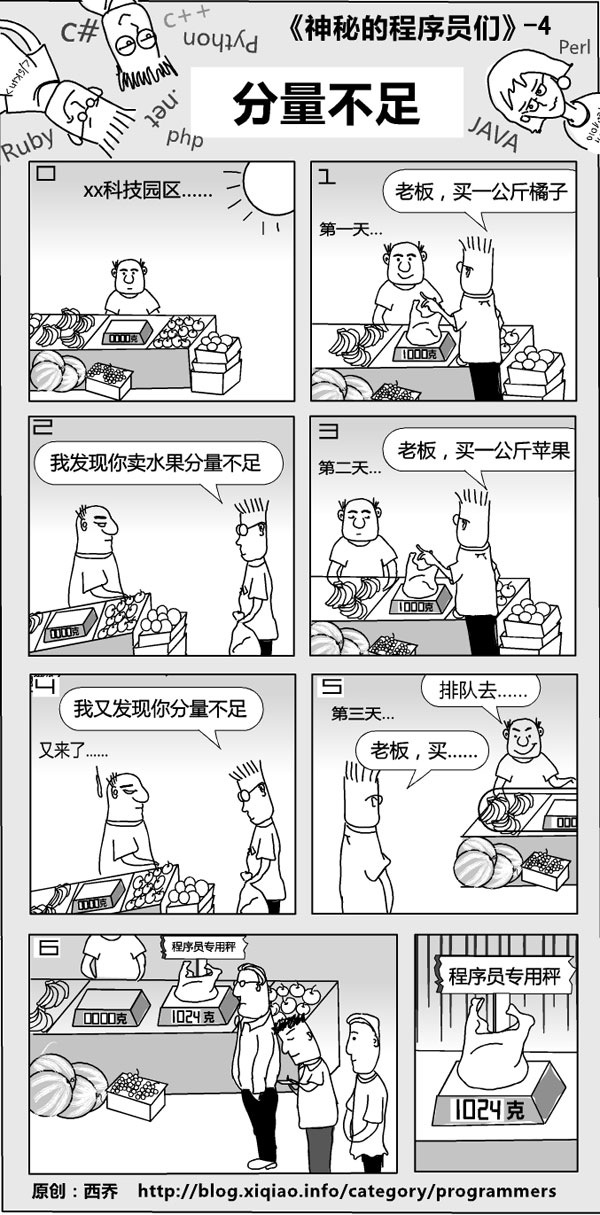 《神秘的程序员们》-4
C#
C++
Python
Perl
分量不足
.net
Ruby
php
JAVA
0
xx科技园区......
0000克
1
老板，买一公斤橘子
第一天...
1000克
2
我发现你卖水果分量不足
0000克
3
老板，买一公斤苹果
第二天...
1000克
4
我又发现你分量不足
又来了......
0000克
5
排队去......
第三天...
老板，买......
6
程序员专用秤
0000克
1024克
程序员专用秤
1024克
原创：西乔 http://blog.xiqiao.info/category/programmers